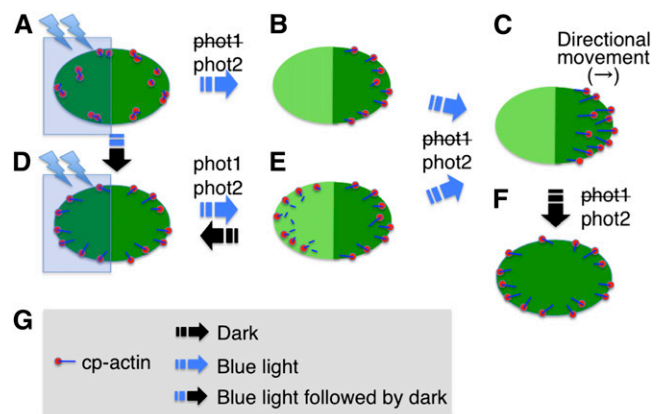 A
phot1
phot2
B
C
Directional
movement
(→)
D
phot1
phot2
E
phot1
phot2
F
phot1
phot2
G
cp-actin
Dark
Blue light
Blue light followed by dark